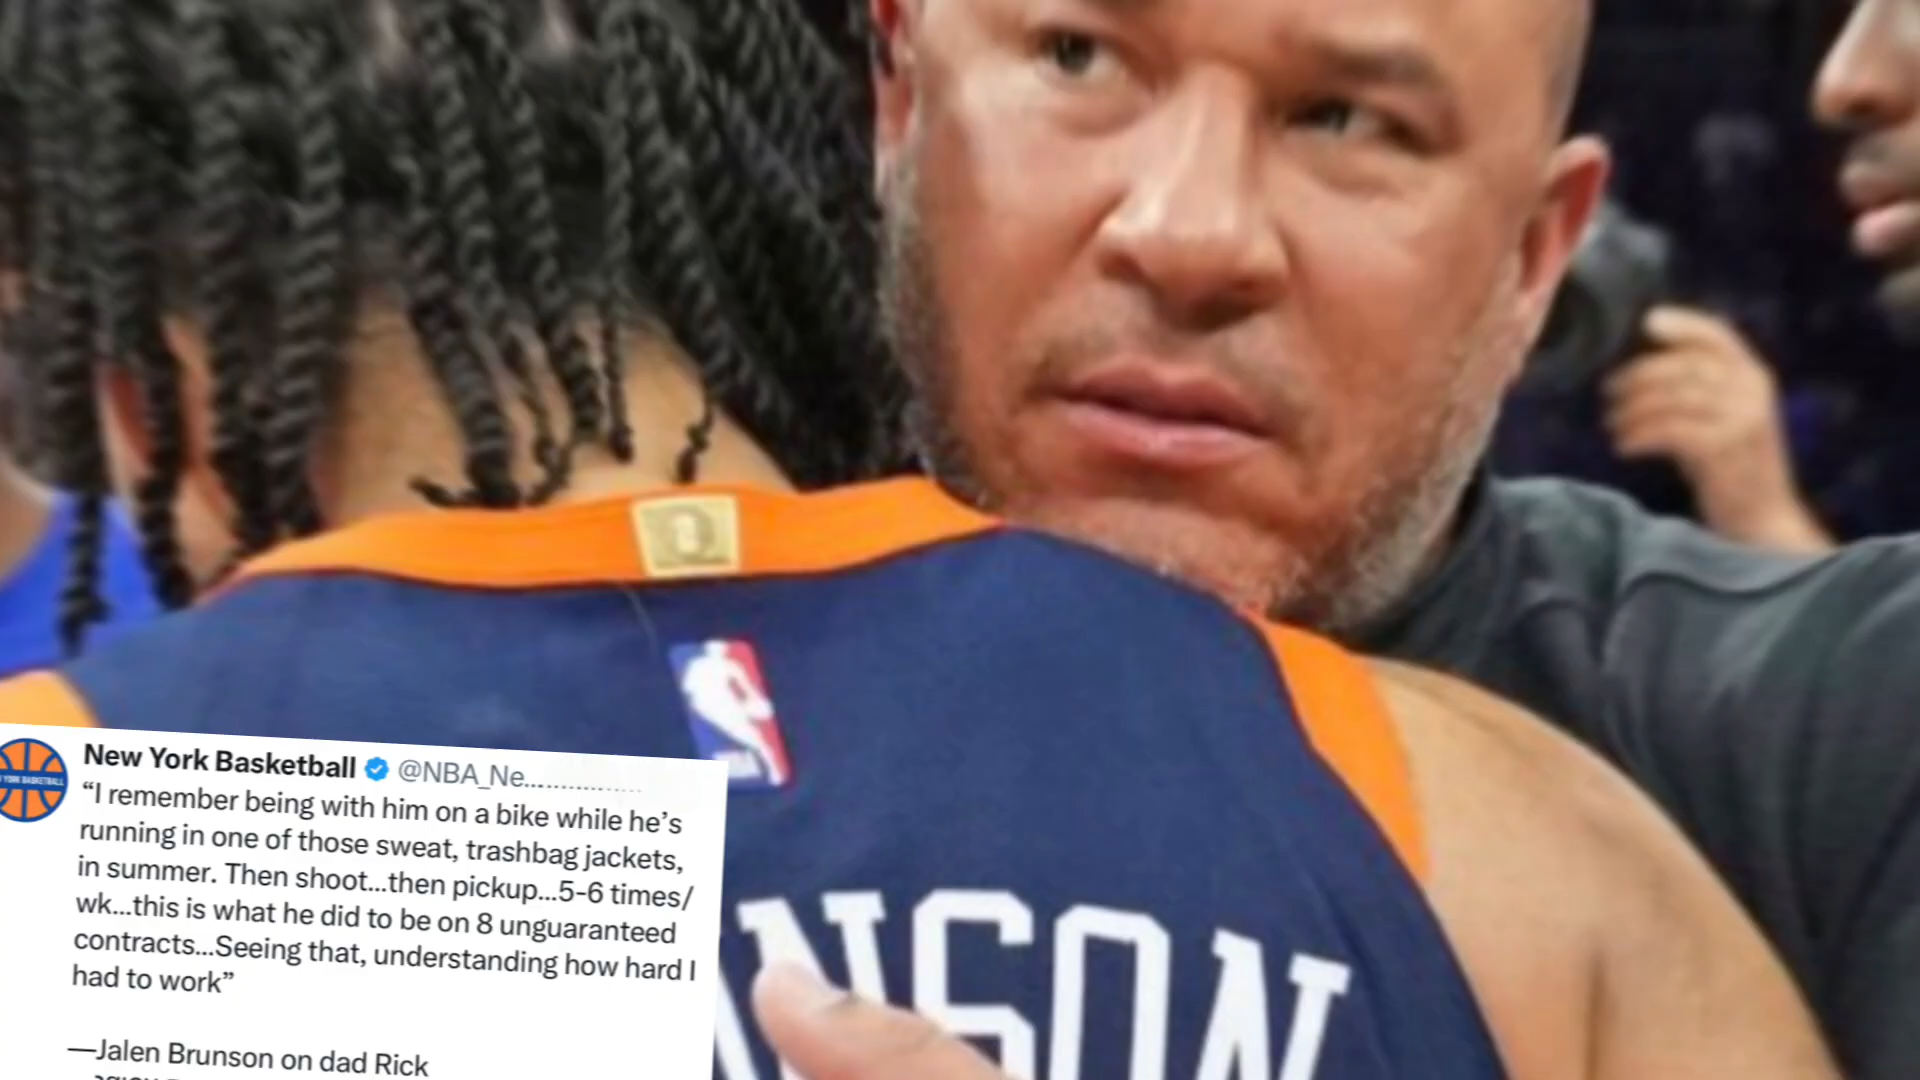 New York Basketball @NBA_Ne...
“I remember being with him on a bike while he’s
running in one of those sweat, trashbag jackets,
in summer. Then shoot...then pickup...5-6 times/
wk...this is what he did to be on 8 unguaranteed
contracts...Seeing that, understanding how hard I
had to work”
—Jalen Brunson on dad Rick
NSON